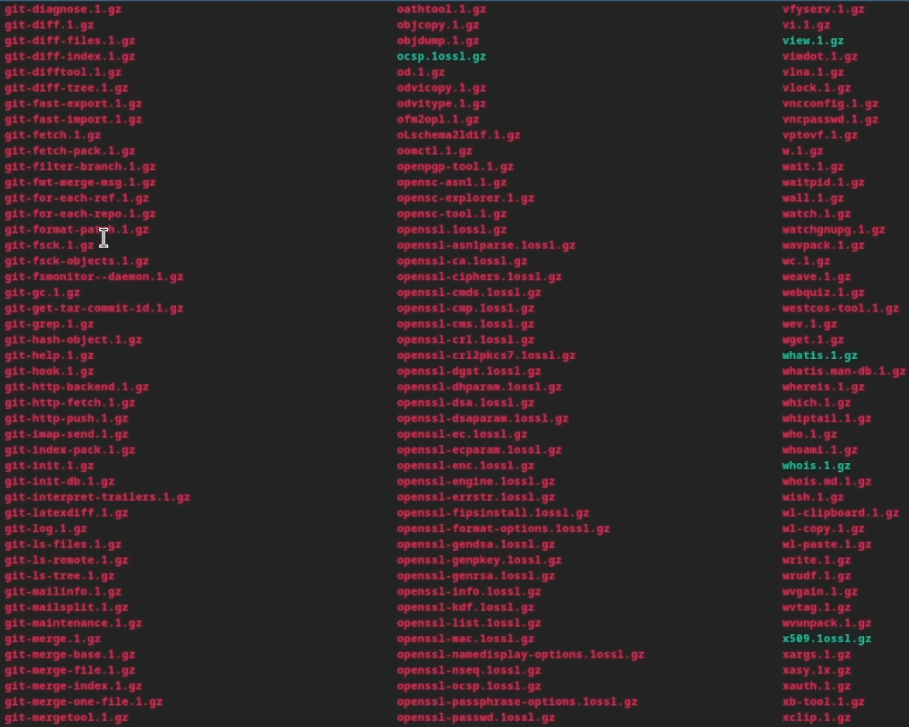 git-diagnose.1.gz oathtool.1.gz vfyserv.1.gz
git-diff.1.gz objcopy.1.gz vi.1.gz
git-diff-files.1.gz objdump.1.gz view.1.gz
git-diff-index.1.gz ocsp.1ossl.gz vimdot.1.gz
git-difftool.1.gz od.1.gz vlna.1.gz
git-diff-tree.1.gz odvicopy.1.gz vlock.1.gz
git-fast-export.1.gz odvitype.1.gz vncconfig.1.gz
git-fast-import.1.gz ofm2opl.1.gz vncpasswd.1.gz
git-fetch.1.gz oLschema2ldif.1.gz vptovf.1.gz
git-fetch-pack.1.gz oomctl.1.gz w.1.gz
git-filter-branch.1.gz openpgp-tool.1.gz wait.1.gz
git-fmt-merge-msg.1.gz opensc-asn1.1.gz waitpid.1.gz
git-for-each-ref.1.gz opensc-explorer.1.gz wall.1.gz
git-for-each-repo.1.gz opensc-tool.1.gz watch.1.gz
git-format-patch.1.gz openssl.1ossl.gz watchgnupg.1.gz
git-fsck.1.gz openssl-asn1parse.1ossl.gz wavpack.1.gz
git-fsck-objects.1.gz openssl-ca.1ossl.gz wc.1.gz
git-fsmonitor--daemon.1.gz openssl-ciphers.1ossl.gz weave.1.gz
git-gc.1.gz openssl-cmds.1ossl.gz webquiz.1.gz
git-get-tar-commit-id.1.gz openssl-cmp.1ossl.gz westcos-tool.1.gz
git-grep.1.gz openssl-cms.1ossl.gz wev.1.gz
git-hash-object.1.gz openssl-crl.1ossl.gz wget.1.gz
git-help.1.gz openssl-crl2pkcs7.1ossl.gz whatis.1.gz
git-hook.1.gz openssl-dgst.1ossl.gz whatis.man-db.1.gz
git-http-backend.1.gz openssl-dhparam.1ossl.gz whereis.1.gz
git-http-fetch.1.gz openssl-dsa.1ossl.gz which.1.gz
git-http-push.1.gz openssl-dsaparam.1ossl.gz whiptail.1.gz
git-imap-send.1.gz openssl-ec.1ossl.gz who.1.gz
git-index-pack.1.gz openssl-ecparam.1ossl.gz whoami.1.gz
git-init.1.gz openssl-enc.1ossl.gz whois.1.gz
git-init-db.1.gz openssl-engine.1ossl.gz whois.md.1.gz
git-interpret-trailers.1.gz openssl-errstr.1ossl.gz wish.1.gz
git-latexdiff.1.gz openssl-fipsinstall.1ossl.gz wl-clipboard.1.gz
git-log.1.gz openssl-format-options.1ossl.gz wl-copy.1.gz
git-ls-files.1.gz openssl-gendsa.1ossl.gz wl-paste.1.gz
git-ls-remote.1.gz openssl-genpkey.1ossl.gz write.1.gz
git-ls-tree.1.gz openssl-genrsa.1ossl.gz wrudf.1.gz
git-mailinfo.1.gz openssl-info.1ossl.gz wvgain.1.gz
git-mailsplit.1.gz openssl-kdf.1ossl.gz wvtag.1.gz
git-maintenance.1.gz openssl-list.1ossl.gz wvunpack.1.gz
git-merge.1.gz openssl-mac.1ossl.gz x509.1ossl.gz
git-merge-base.1.gz openssl-namedisplay-options.1ossl.gz xargs.1.gz
git-merge-file.1.gz openssl-nseq.1ossl.gz xasy.1x.gz
git-merge-index.1.gz openssl-ocsp.1ossl.gz xauth.1.gz
git-merge-one-file.1.gz openssl-passphrase-options.1ossl.gz xb-tool.1.gz
git-mergetool.1.gz openssl-passwd.1ossl.gz xclip.1.gz